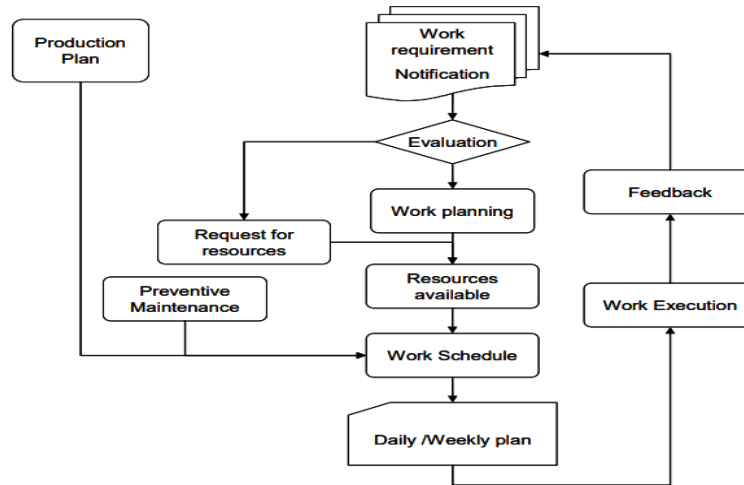 Production
Plan
Work
requirement
Notification
Evaluation
Work planning
Request for
resources
Feedback
Resources
available
Preventive
Maintenance
Work Execution
Work Schedule
Daily /Weekly plan